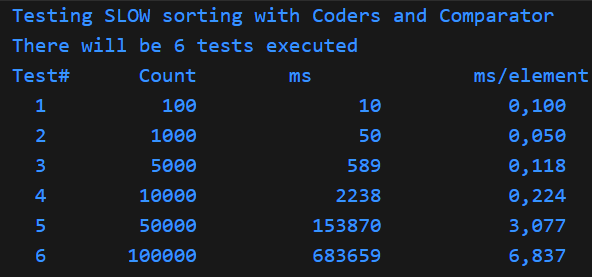 Testing SLOW sorting with Coders and Comparator
There will be 6 tests executed
Test# Count ms ms/element
1 100 10 0,100
2 1000 50 0,050
3 5000 589 0,118
4 10000 2238 0,224
5 50000 153870 3,077
6 100000 683659 6,837